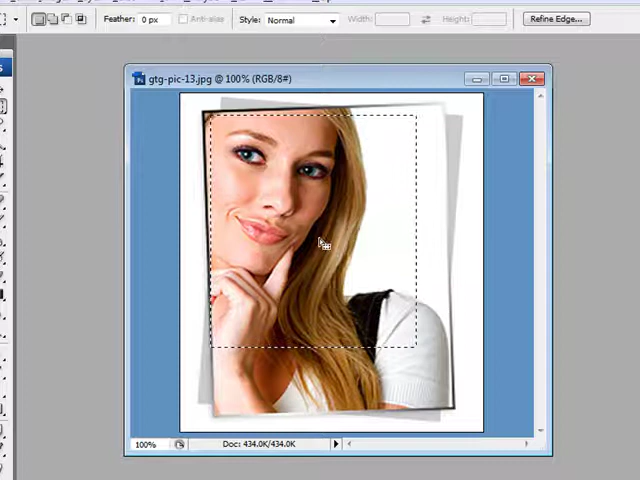 Feather: 0 px Anti-alias Style: Normal Width: Height: Refine Edge...
gtg-pic-13.jpg @ 100% (RGB/8#)
100% Doc: 434.0K/434.0K